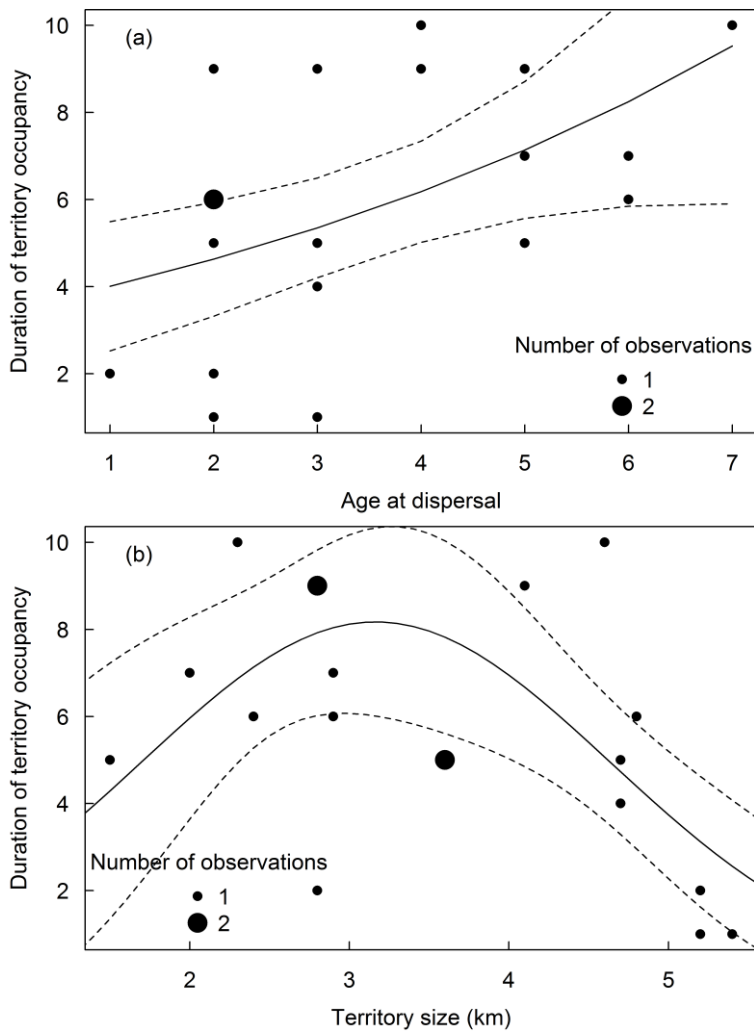 (a)
10
8
6
4
2
Duration of territory occupancy
Number of observations
1
2
1 2 3 4 5 6 7
Age at dispersal
(b)
10
8
6
4
2
Duration of territory occupancy
Number of observations
1
2
2 3 4 5
Territory size (km)